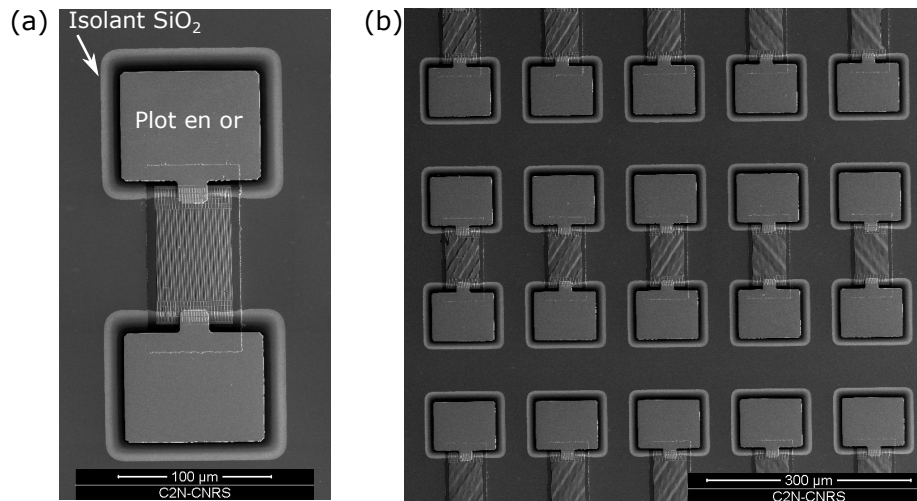 (a)
Isolant SiO₂
Plot en or
100 µm
C2N-CNRS
(b)
300 µm
C2N-CNRS